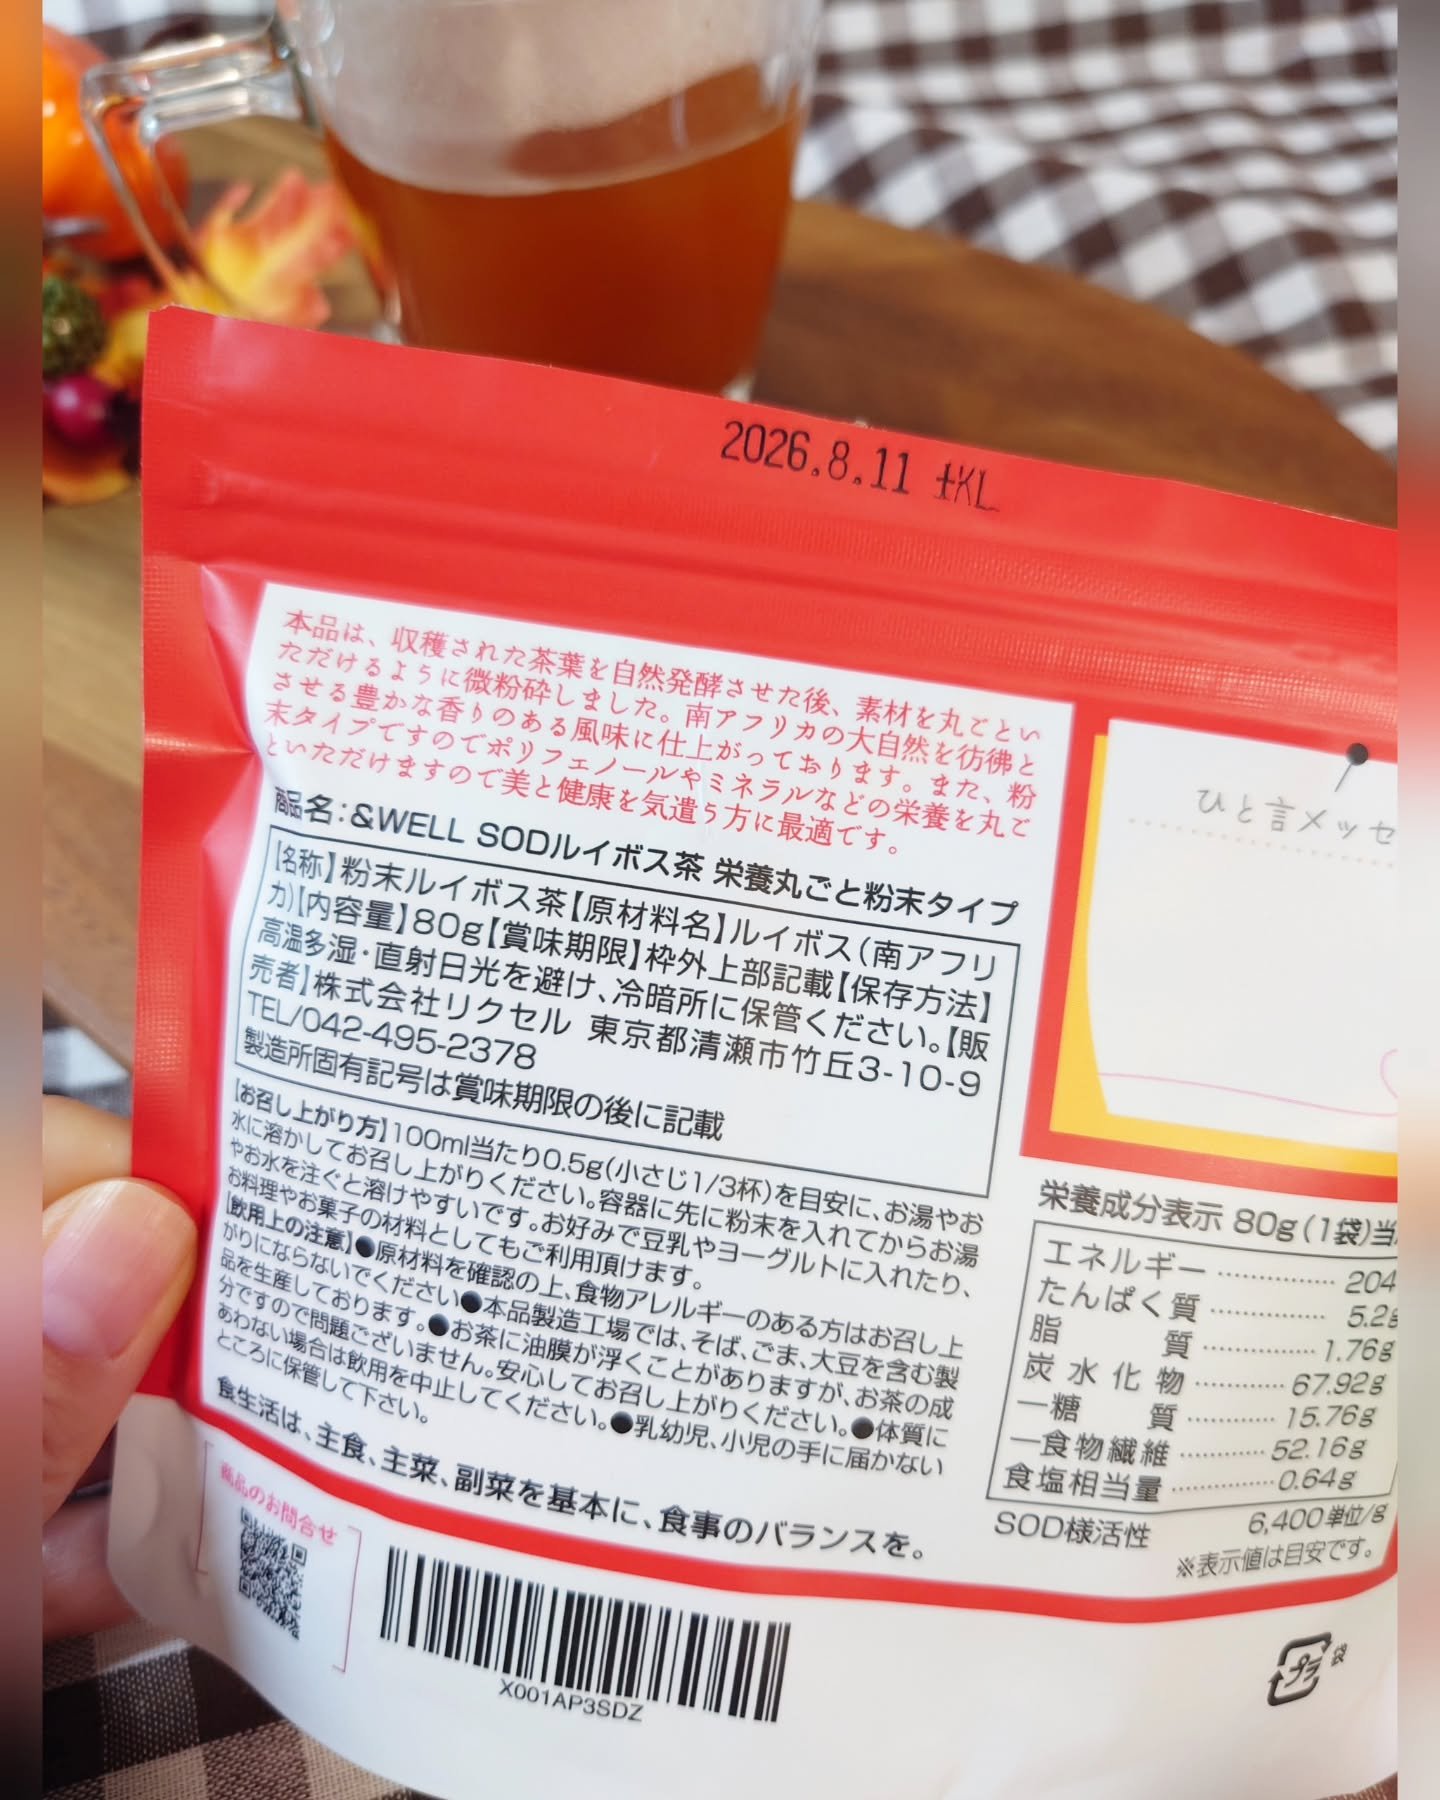 2026.8.11 +KL
本品は、収穫された茶葉を自然発酵させた後、素材を丸ごとい
ただけるように微粉砕しました。南アフリカの大自然を彷彿と
させる豊かな香りのある風味に仕上がっております。また、粉
末タイプですのでポリフェノールやミネラルなどの栄養を丸ご
といただけますので美と健康を気遣う方に最適です。
商品名:&WELL SODルイボス茶 栄養丸ごと粉末タイプ
【名称】粉末ルイボス茶【原材料名】ルイボス(南アフリ
カ)【内容量】80g【賞味期限】枠外上部記載【保存方法】
高温多湿・直射日光を避け、冷暗所に保管ください。【販
売者】株式会社リクセル 東京都清瀬市竹丘3-10-9
TEL/042-495-2378
製造所固有記号は賞味期限の後に記載
【お召し上がり方】100ml当たり0.5g(小さじ1/3杯)を目安に、お湯やお
水に溶かしてお召し上がりください。容器に先に粉末を入れてからお湯
やお水を注ぐと溶けやすいです。お好みで豆乳やヨーグルトに入れたり、
お料理やお菓子の材料としてもご利用頂けます。
【飲用上の注意】●原材料を確認の上、食物アレルギーのある方はお召し上
がりにならないでください●本品製造工場では、そば、ごま、大豆を含む製
品を生産しております。●お茶に油膜が浮くことがありますが、お茶の成
分ですので問題ございません。安心してお召し上がりください。●体質に
あわない場合は飲用を中止してください。●乳幼児、小児の手に届かない
ところに保管して下さい。
食生活は、主食、主菜、副菜を基本に、食事のバランスを。
商品のお問合せ
X001AP3SDZ
ひと言メッセ
栄養成分表示 80g(1袋)当
エネルギー 204
たんぱく質 5.2g
脂質 1.76g
炭水化物 67.92g
―糖質 15.76g
―食物繊維 52.16g
食塩相当量 0.64g
SOD様活性 6,400単位/g
※表示値は目安です。
プラ
袋